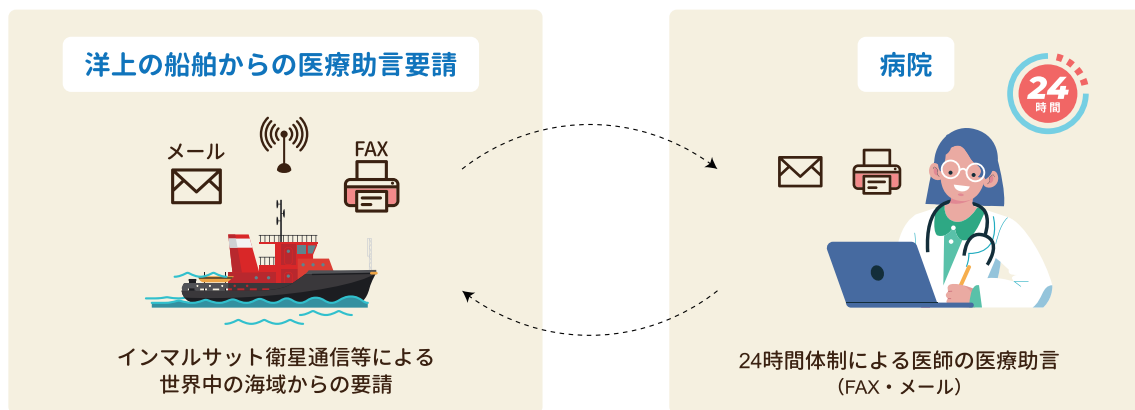 洋上の船舶からの医療助言要請
メール
FAX
インマルサット衛星通信等による
世界中の海域からの要請
病院
24
時間
24時間体制による医師の医療助言
（FAX・メール）